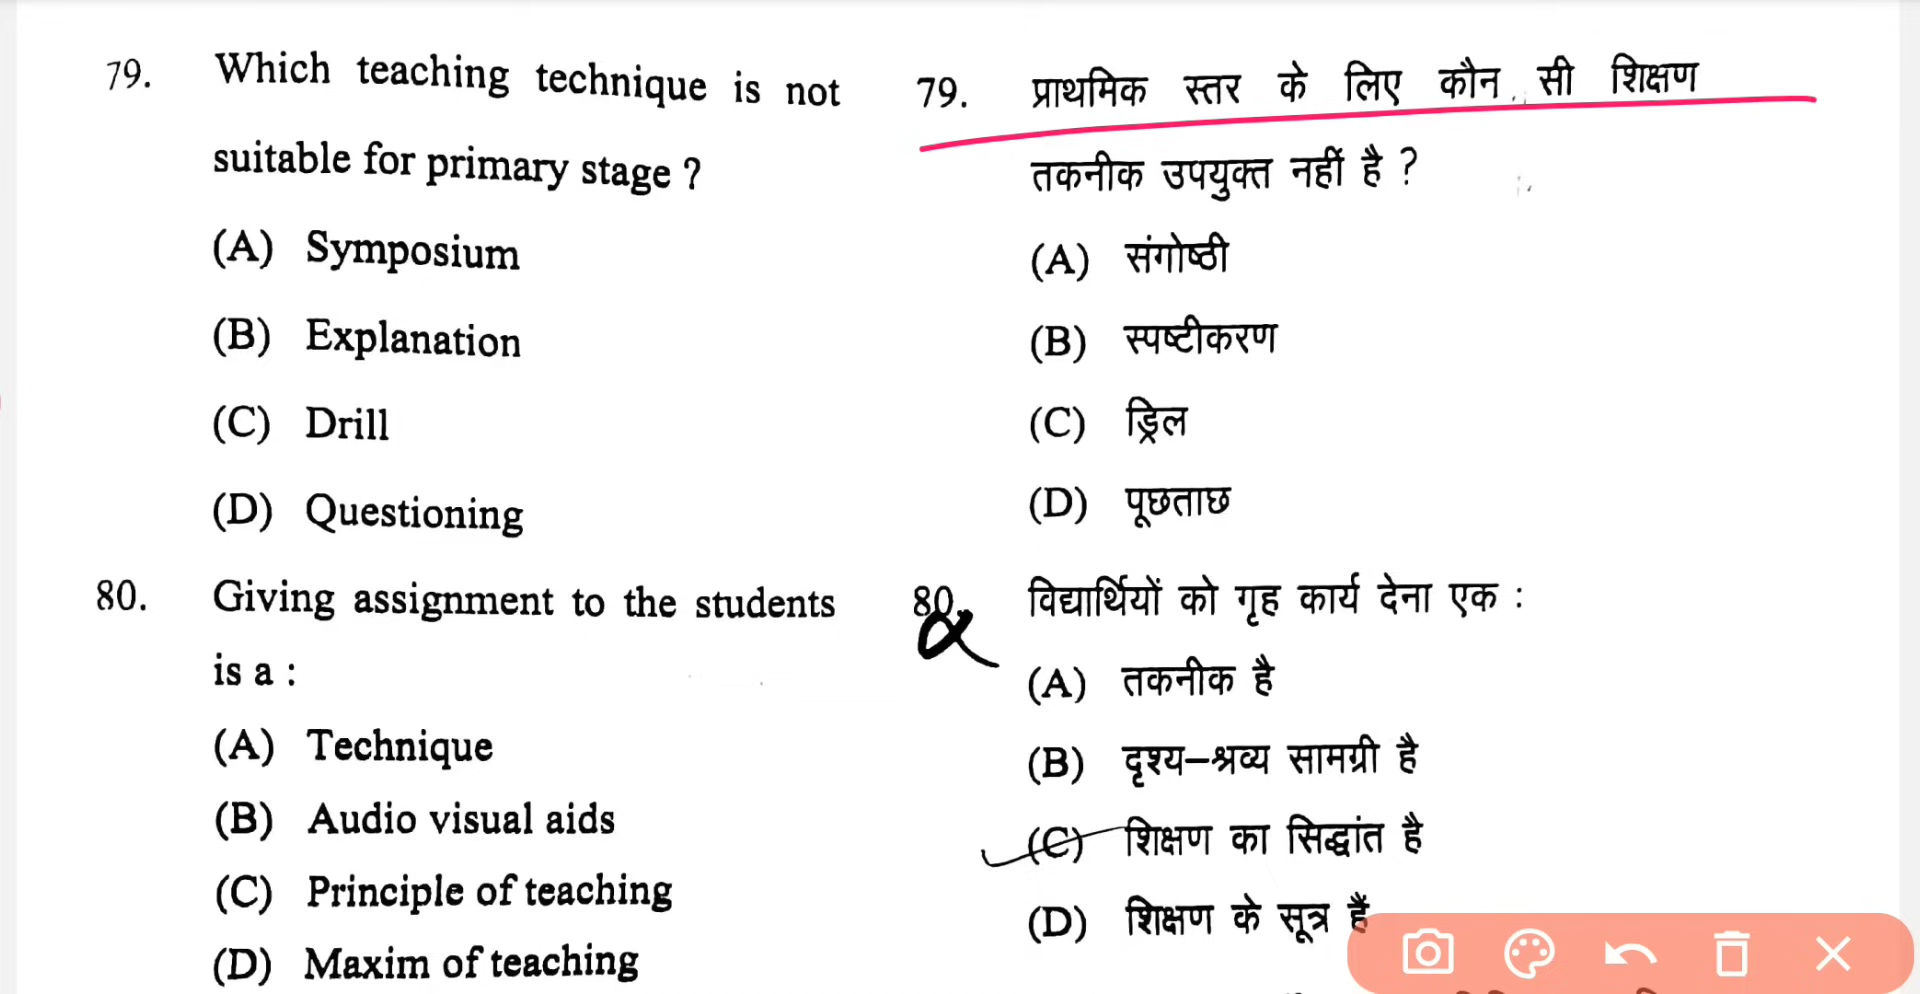 79. Which teaching technique is not
suitable for primary stage ?
(A) Symposium
(B) Explanation
(C) Drill
(D) Questioning
80. Giving assignment to the students
is a :
(A) Technique
(B) Audio visual aids
(C) Principle of teaching
(D) Maxim of teaching
79. प्राथमिक स्तर के लिए कौन सी शिक्षण
तकनीक उपयुक्त नहीं है ?
(A) संगोष्ठी
(B) स्पष्टीकरण
(C) ड्रिल
(D) पूछताछ
80. विद्यार्थियों को गृह कार्य देना एक :
(A) तकनीक है
(B) दृश्य–श्रव्य सामग्री है
(C) शिक्षण का सिद्धांत है
(D) शिक्षण के सूत्र हैं